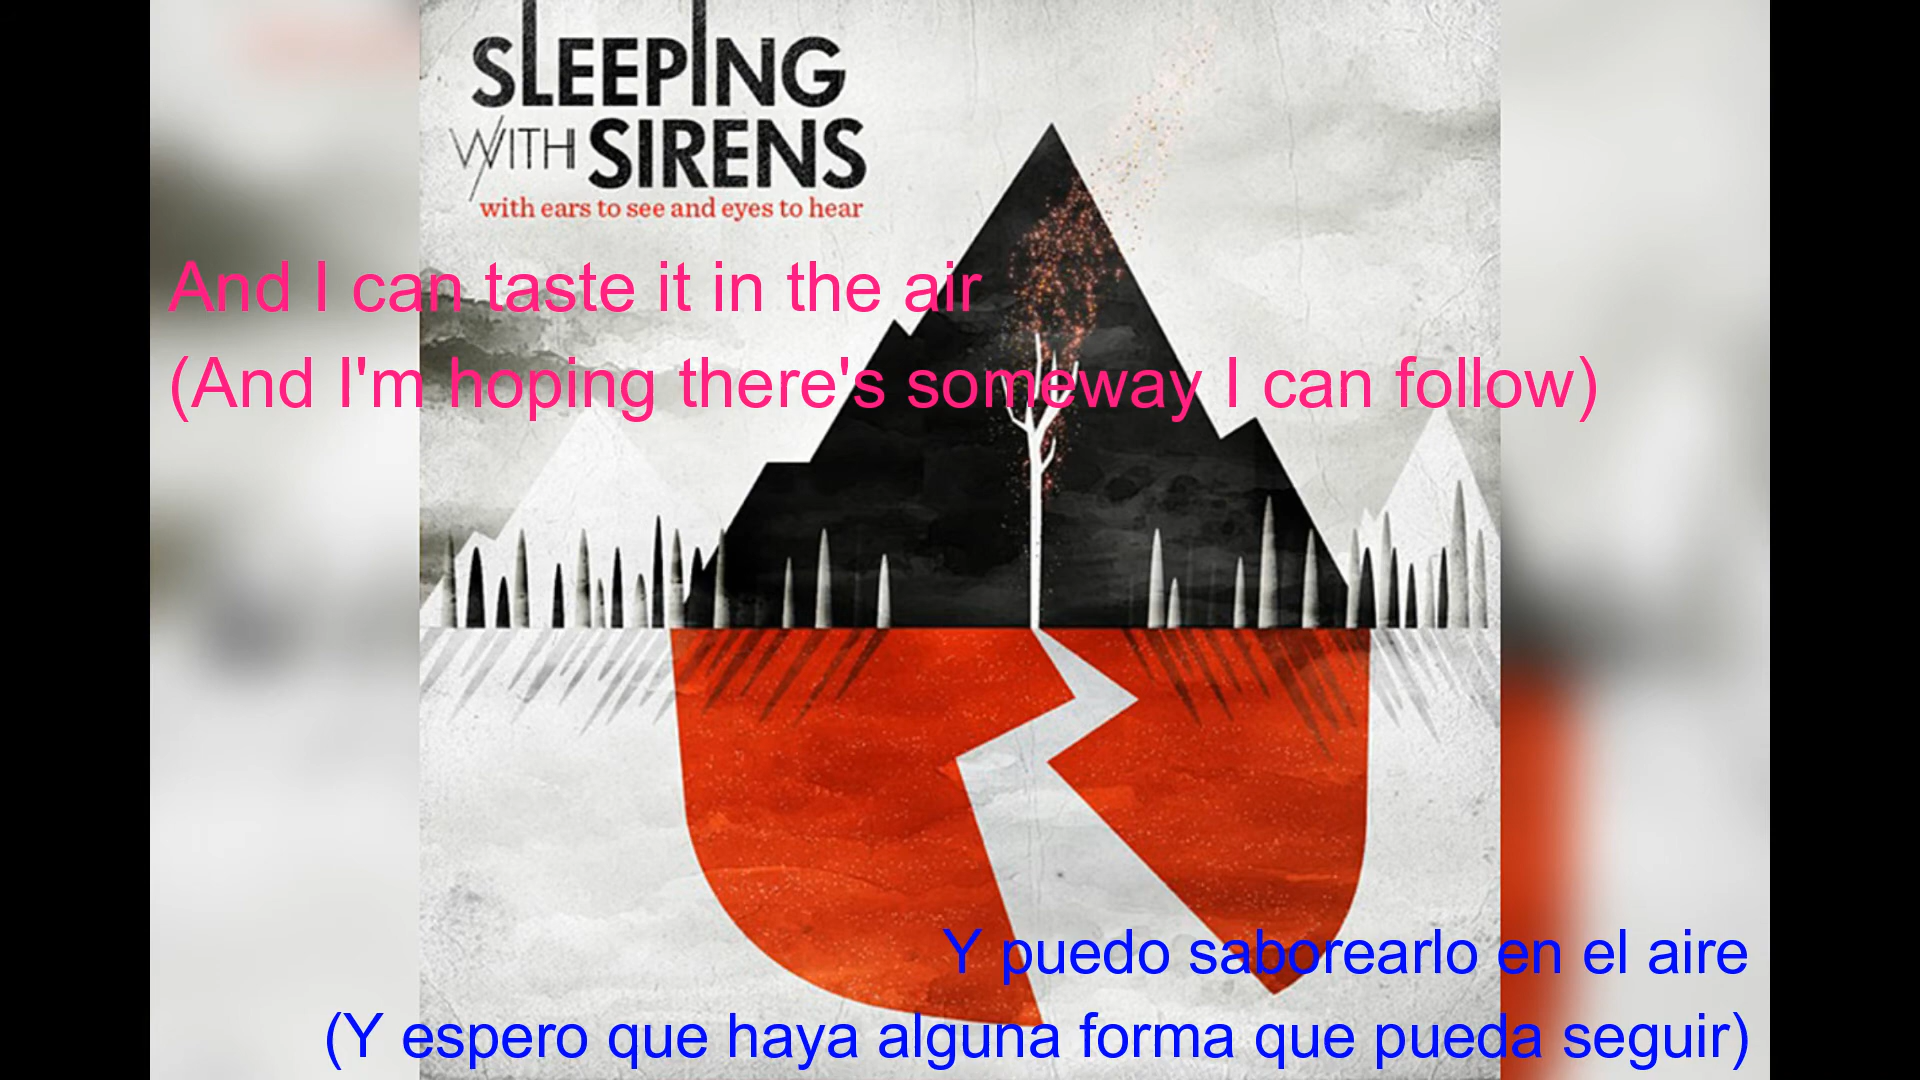 SLEEPING
WITH SIRENS
with ears to see and eyes to hear
And I can taste it in the air
(And I'm hoping there's someway I can follow)
Y puedo saborearlo en el aire
(Y espero que haya alguna forma que pueda seguir)